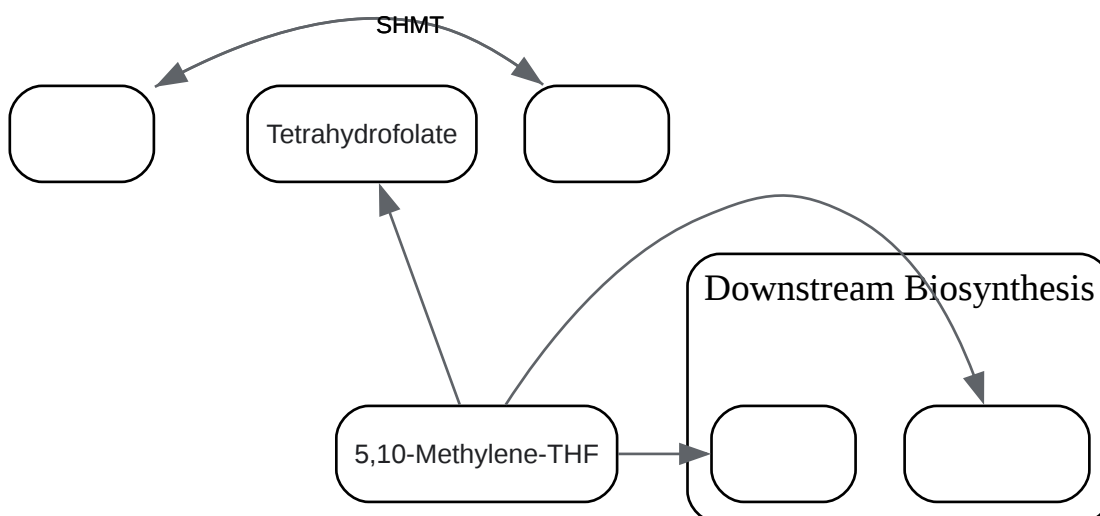 SHMT
Tetrahydrofolate
Downstream Biosynthesis
5,10-Methylene-THF